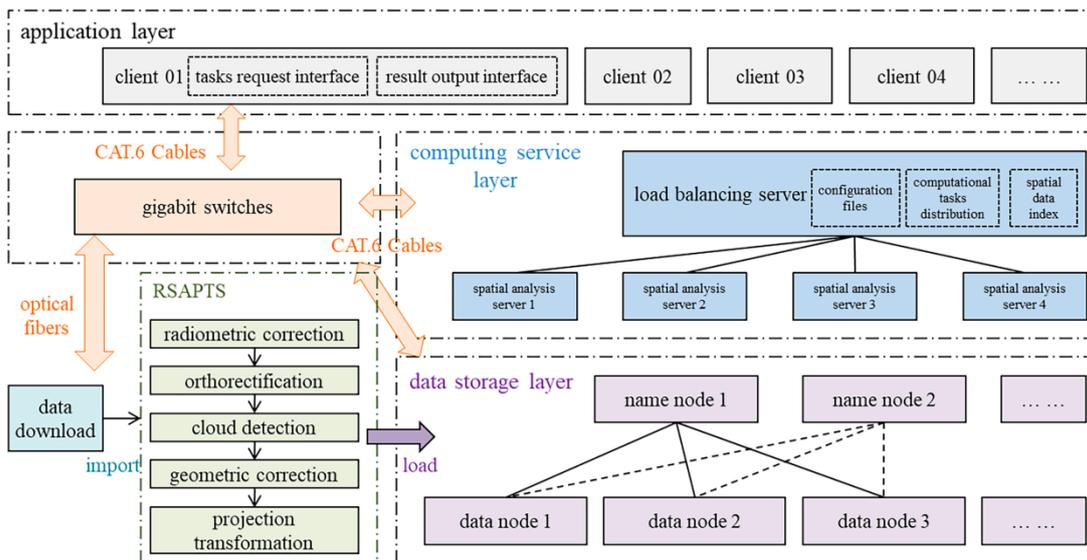 application layer
client 01
tasks request interface
result output interface
client 02
client 03
client 04
... ...
CAT.6 Cables
gigabit switches
CAT.6 Cables
optical
fibers
data
download
import
RSAPTS
radiometric correction
orthorectification
cloud detection
geometric correction
projection
transformation
load
computing service
layer
load balancing server
configuration
files
computational
tasks
distribution
spatial
data
index
spatial analysis
server 1
spatial analysis
server 2
spatial analysis
server 3
spatial analysis
server 4
data storage layer
name node 1
name node 2
... ...
data node 1
data node 2
data node 3
... ...